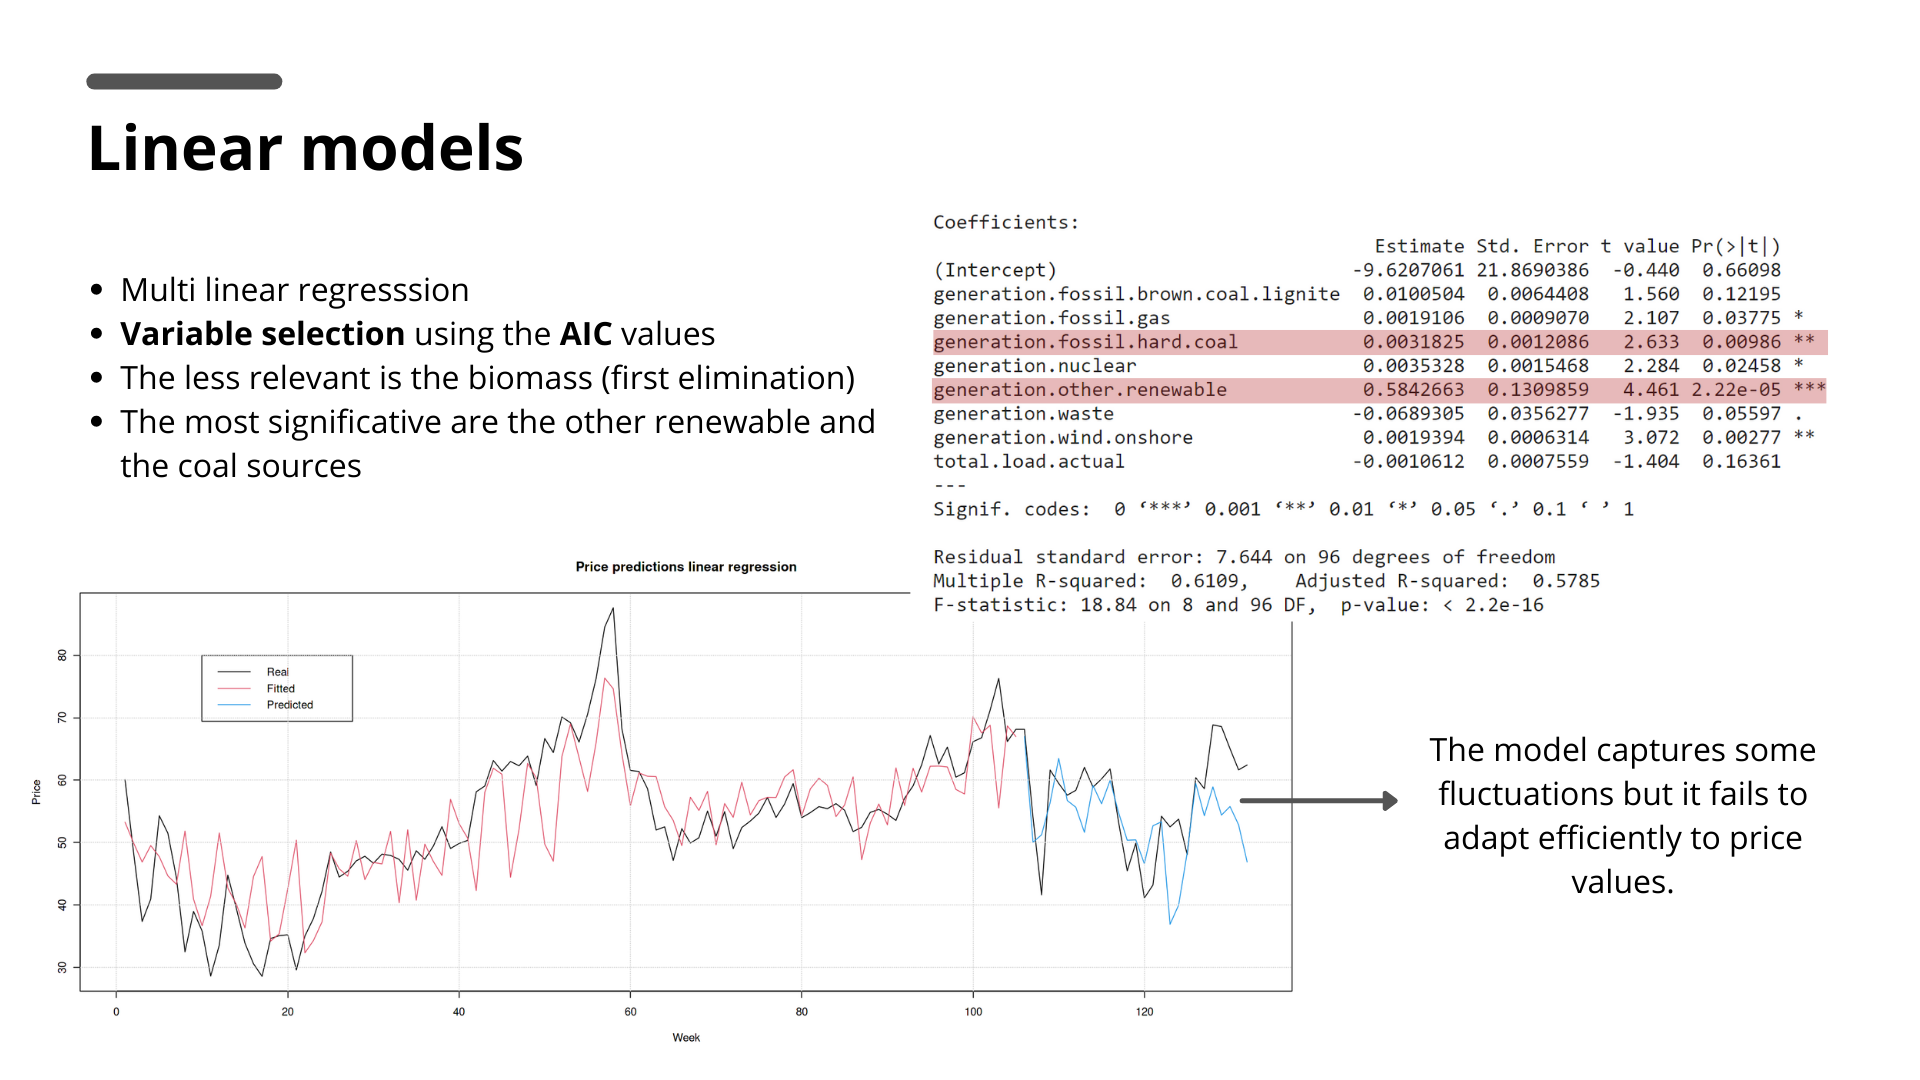 Linear models
• Multi linear regresssion
• Variable selection using the AIC values
• The less relevant is the biomass (first elimination)
• The most significative are the other renewable and
the coal sources
Coefficients:
Estimate Std. Error t value Pr(>|t|)
(Intercept) -9.6207061 21.8690386 -0.440 0.66098
generation.fossil.brown.coal.lignite 0.0100504 0.0064408 1.560 0.12195
generation.fossil.gas 0.0019106 0.0009070 2.107 0.03775 *
generation.fossil.hard.coal 0.0031825 0.0012086 2.633 0.00986 **
generation.nuclear 0.0035328 0.0015468 2.284 0.02458 *
generation.other.renewable 0.5842663 0.1309859 4.461 2.22e-05 ***
generation.waste -0.0689305 0.0356277 -1.935 0.05597 .
generation.wind.onshore 0.0019394 0.0006314 3.072 0.00277 **
total.load.actual -0.0010612 0.0007559 -1.404 0.16361
---
Signif. codes: 0 ‘***’ 0.001 ‘**’ 0.01 ‘*’ 0.05 ‘.’ 0.1 ‘ ’ 1
Residual standard error: 7.644 on 96 degrees of freedom
Multiple R-squared: 0.6109, Adjusted R-squared: 0.5785
F-statistic: 18.84 on 8 and 96 DF, p-value: < 2.2e-16
Price predictions linear regression
Real
Fitted
Predicted
Price
80
70
60
50
40
30
0 20 40 60 80 100 120
Week
The model captures some
fluctuations but it fails to
adapt efficiently to price
values.